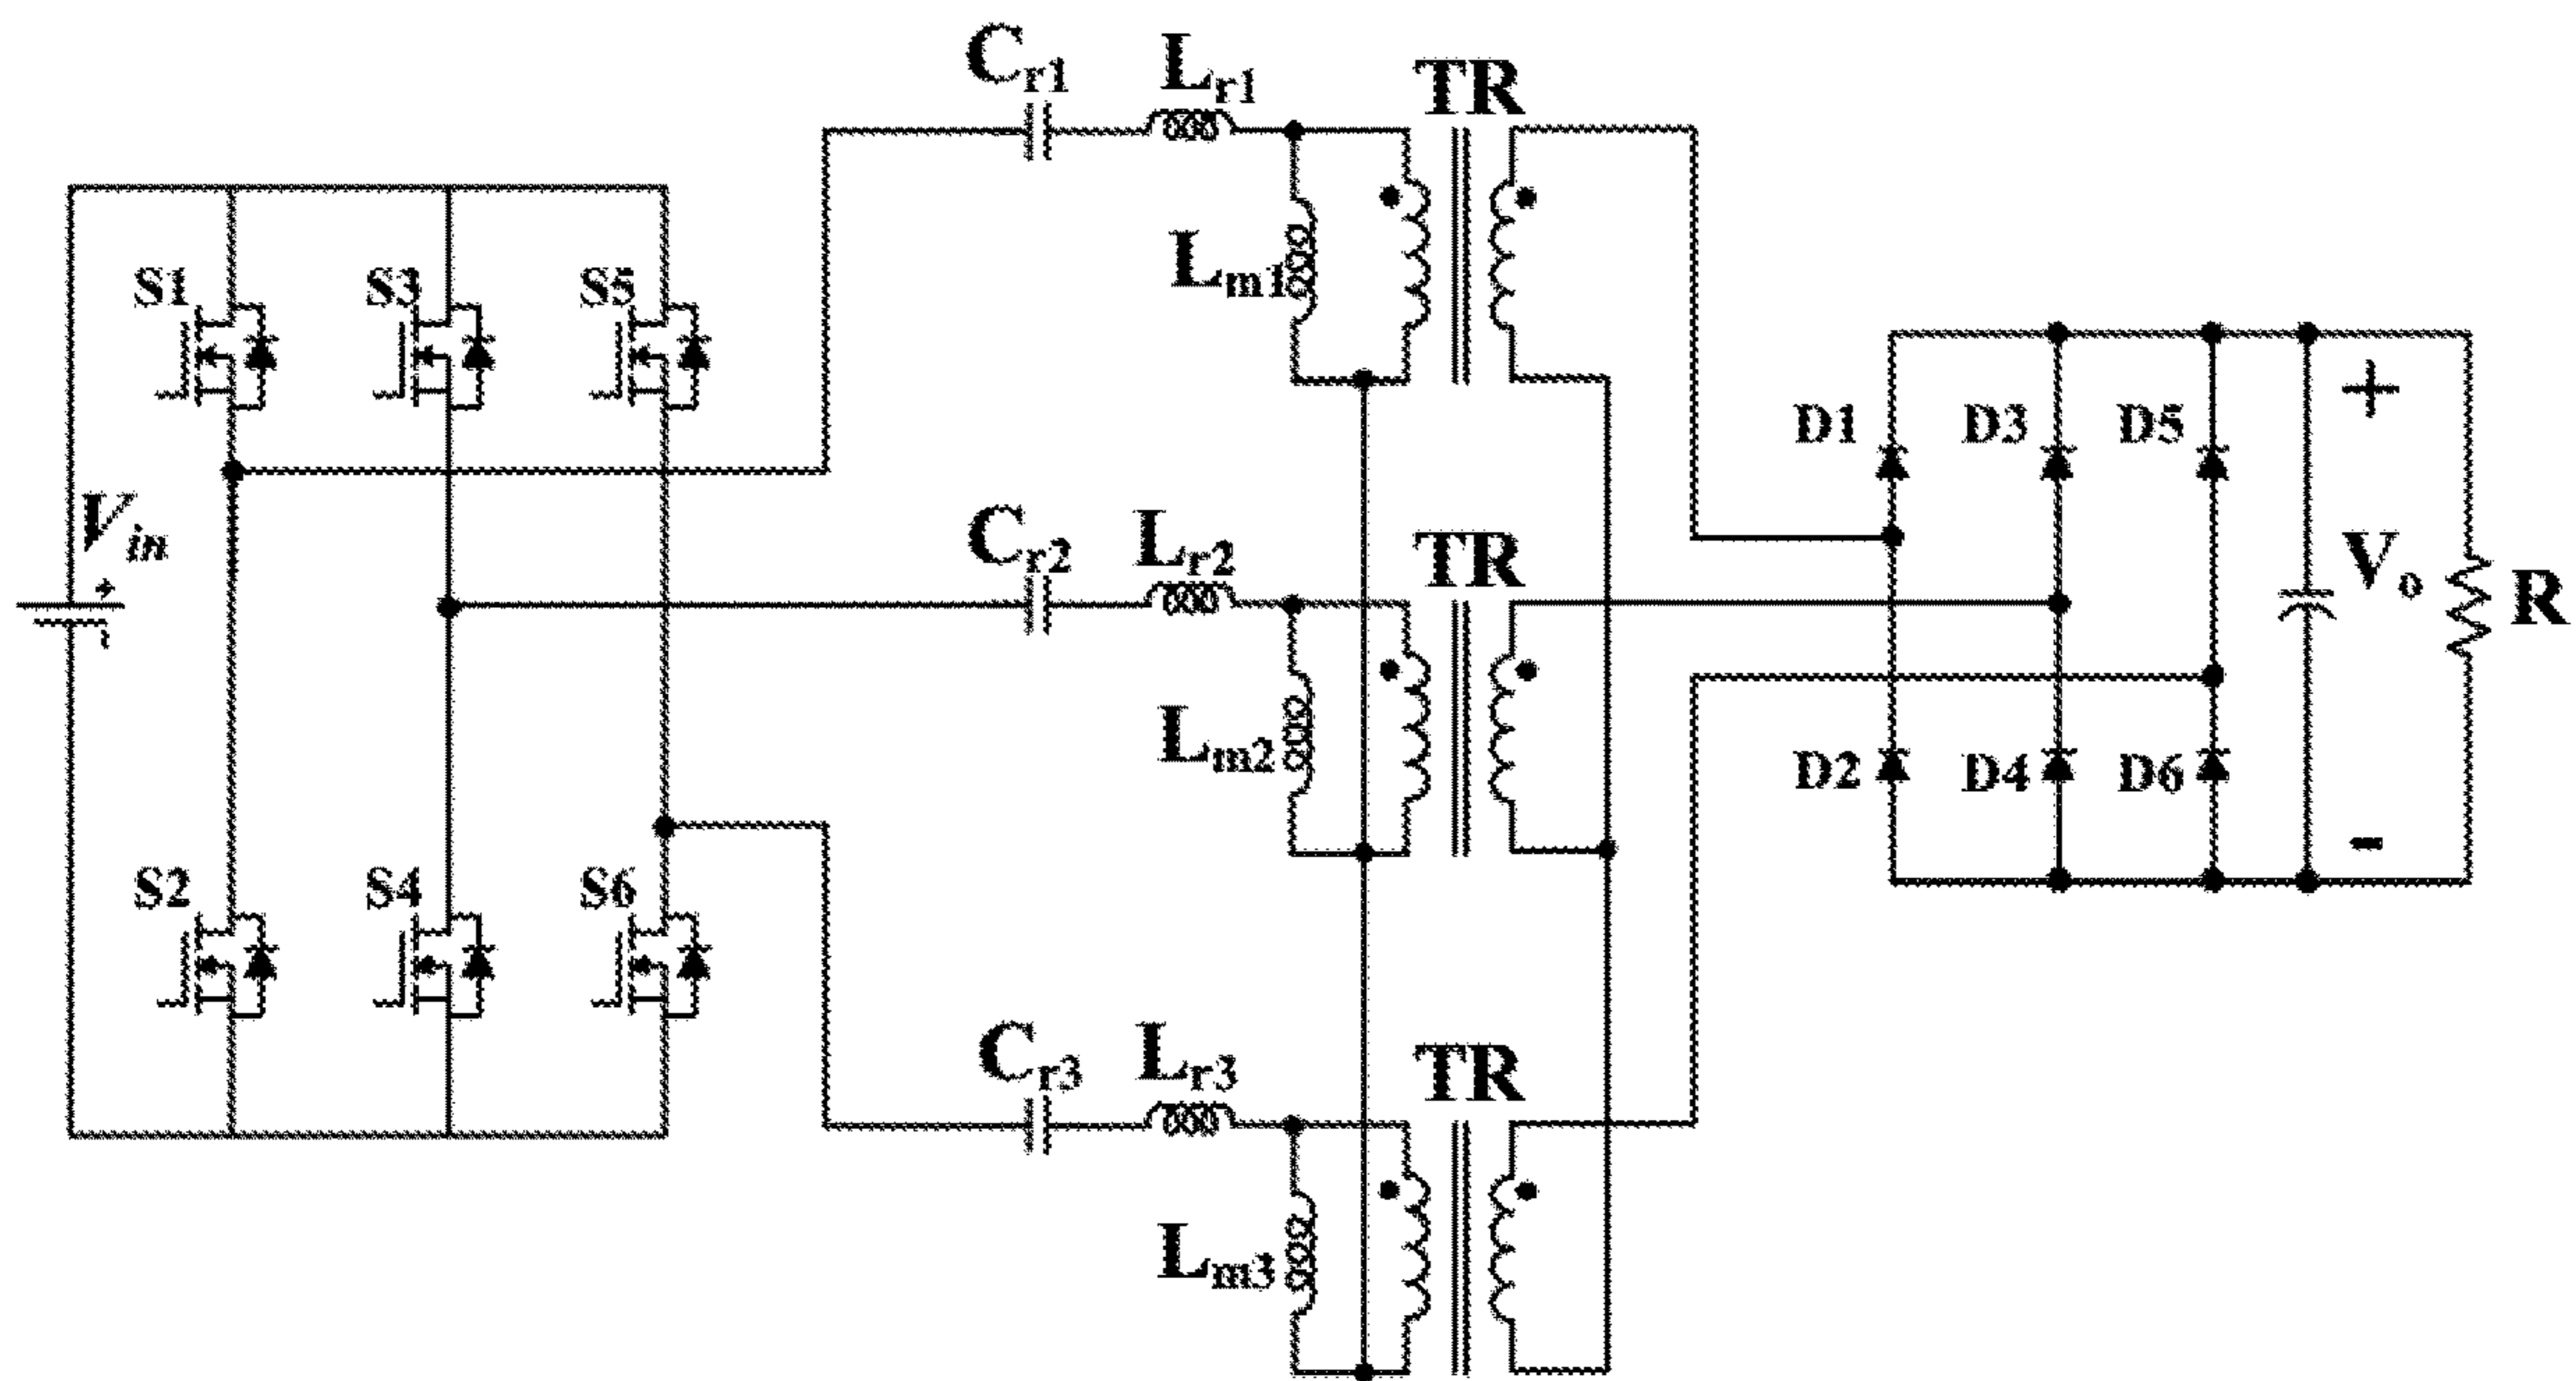 Cr1 Lr1 TR
Lm1
S1 S3 S5
D1 D3 D5
+
Vin
+
-
Cr2 Lr2 TR
Vo
R
Lm2
D2 D4 D6
-
S2 S4 S6
Cr3 Lr3 TR
Lm3